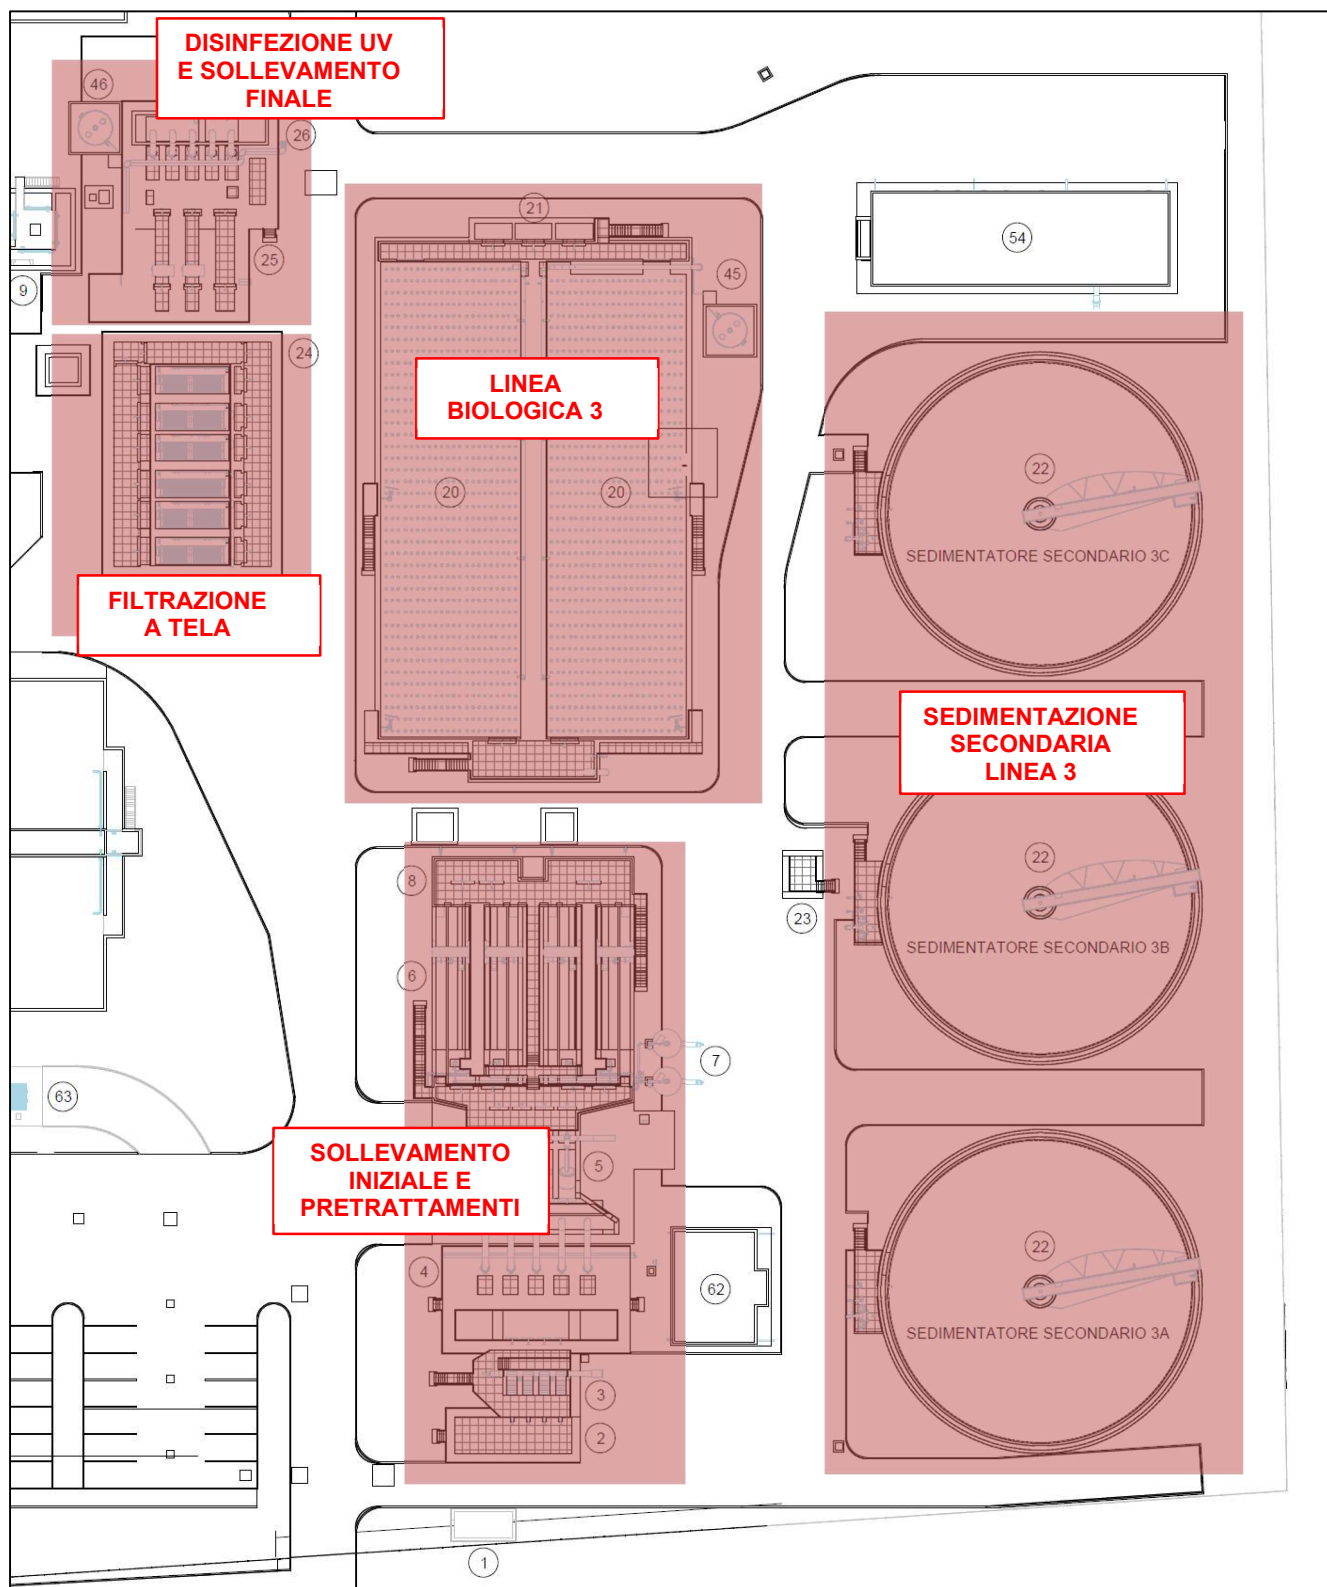 DISINFEZIONE UV
E SOLLEVAMENTO
FINALE
46
26
25
9
24
FILTRAZIONE
A TELA
21
45
LINEA
BIOLOGICA 3
20
20
54
22
SEDIMENTATORE SECONDARIO 3C
SEDIMENTAZIONE
SECONDARIA
LINEA 3
22
SEDIMENTATORE SECONDARIO 3B
23
8
6
7
63
SOLLEVAMENTO
INIZIALE E
PRETRATTAMENTI
5
4
62
22
SEDIMENTATORE SECONDARIO 3A
3
2
1